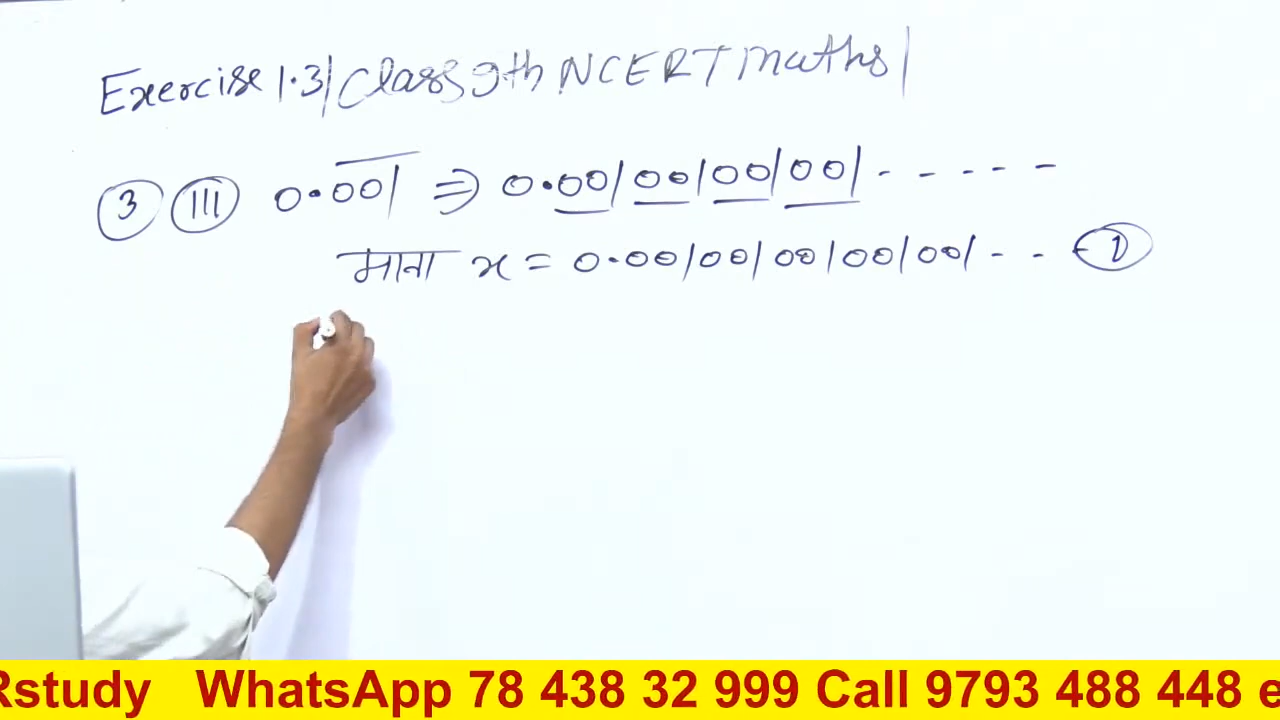 Exercise 1.3| Class 9th NCERT Maths|
3 III 0.\overline{001} ⇒ 0.001001001001.-----
माना x = 0.001001001001001-- - 1
Rstudy WhatsApp 78 438 32 999 Call 9793 488 448 e